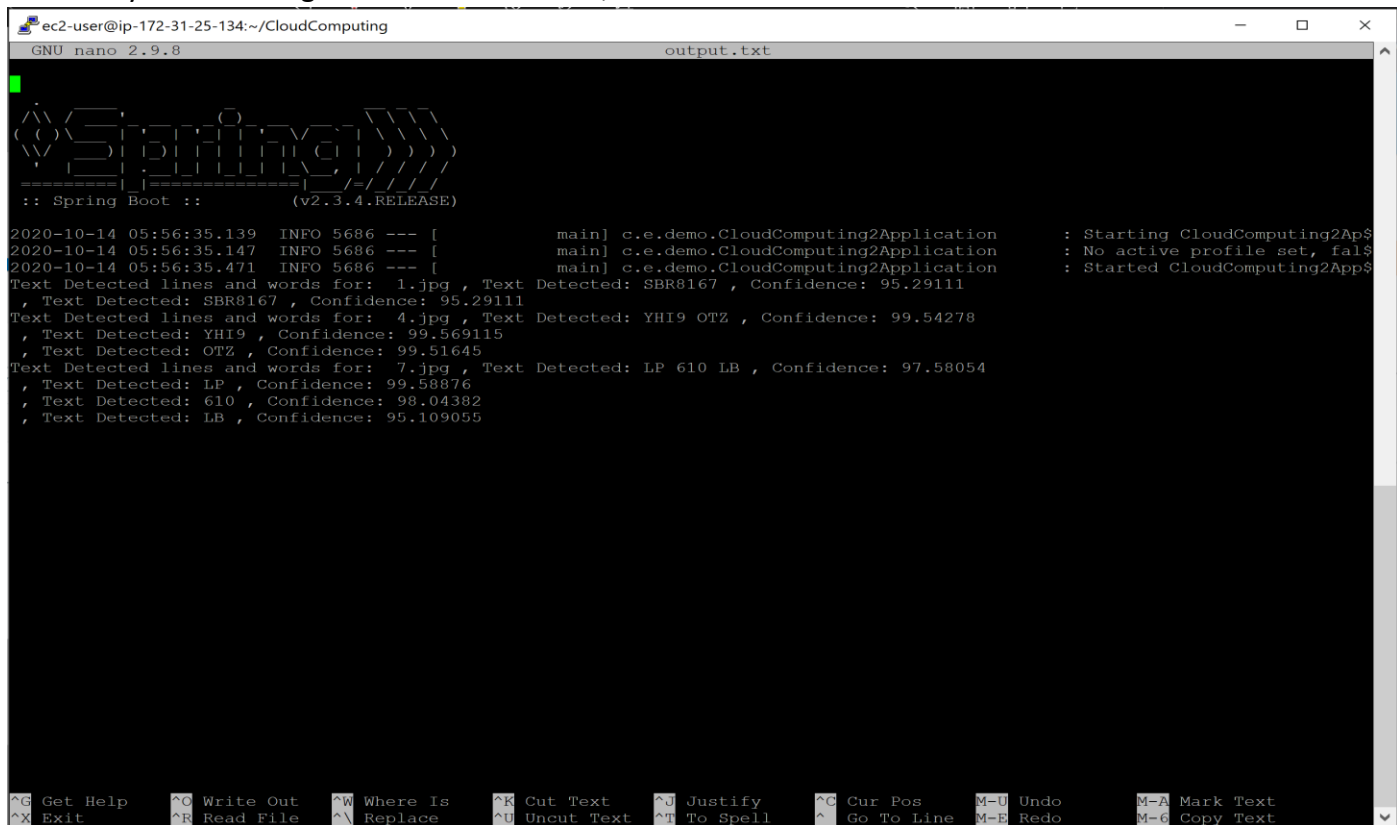 ec2-user@ip-172-31-25-134:~/CloudComputing
GNU nano 2.9.8 output.txt
Spring
:: Spring Boot :: (v2.3.4.RELEASE)
2020-10-14 05:56:35.139 INFO 5686 --- [ main] c.e.demo.CloudComputing2Application : Starting CloudComputing2Ap$
2020-10-14 05:56:35.147 INFO 5686 --- [ main] c.e.demo.CloudComputing2Application : No active profile set, fal$
2020-10-14 05:56:35.471 INFO 5686 --- [ main] c.e.demo.CloudComputing2Application : Started CloudComputing2App$
Text Detected lines and words for: 1.jpg , Text Detected: SBR8167 , Confidence: 95.29111
, Text Detected: SBR8167 , Confidence: 95.29111
Text Detected lines and words for: 4.jpg , Text Detected: YHI9 OTZ , Confidence: 99.54278
, Text Detected: YHI9 , Confidence: 99.569115
, Text Detected: OTZ , Confidence: 99.51645
Text Detected lines and words for: 7.jpg , Text Detected: LP 610 LB , Confidence: 97.58054
, Text Detected: LP , Confidence: 99.58876
, Text Detected: 610 , Confidence: 98.04382
, Text Detected: LB , Confidence: 95.109055
^G Get Help ^O Write Out ^W Where Is ^K Cut Text ^J Justify ^C Cur Pos M-U Undo M-A Mark Text
^X Exit ^R Read File ^\ Replace ^U Uncut Text ^T To Spell ^_ Go To Line M-E Redo M-6 Copy Text